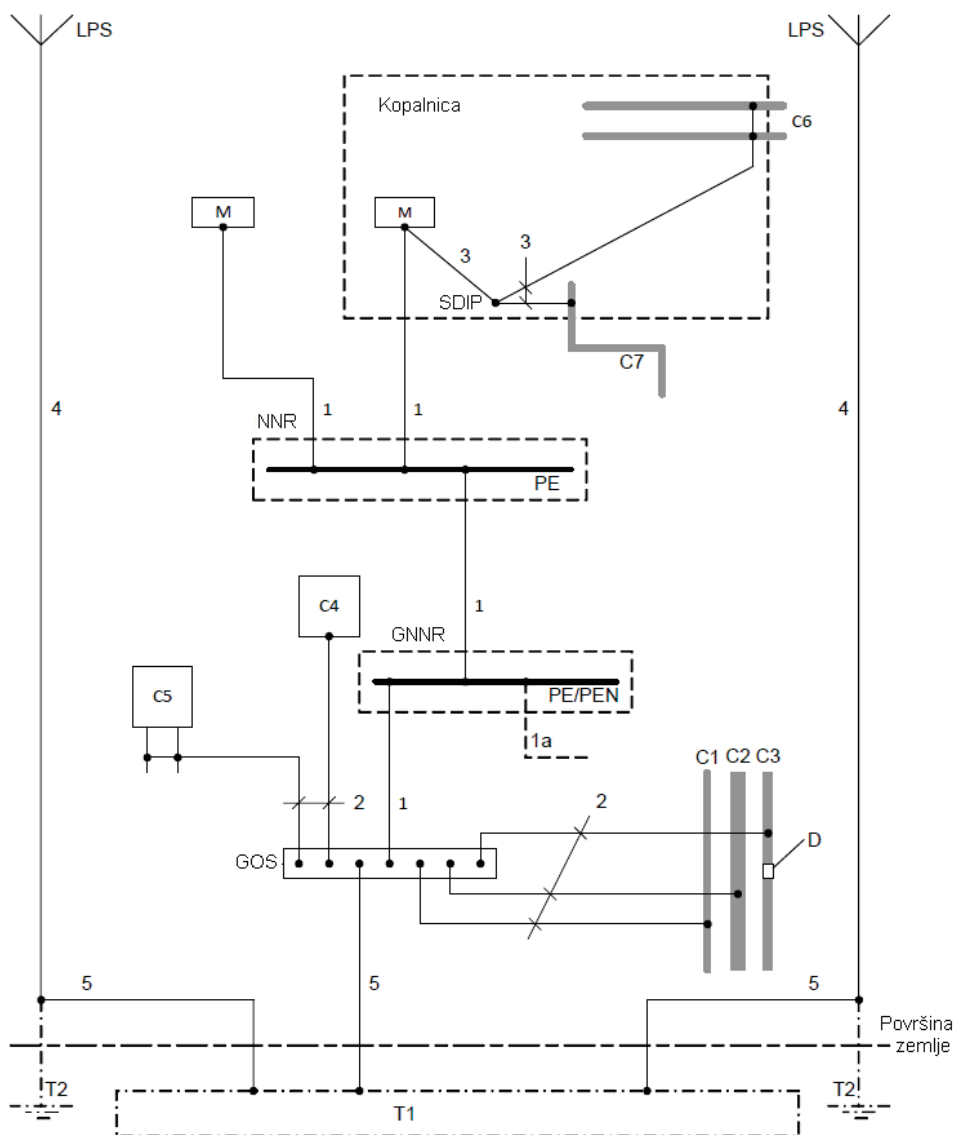 LPS
LPS
Kopalnica
C6
M
M
3
3
SDIP
C7
4
4
NNR
1
1
PE
C4
1
GNNR
C5
PE/PEN
1a
C1 C2 C3
2
1
2
D
GOS
5
5
5
Površina
zemlje
T2
T2
T1